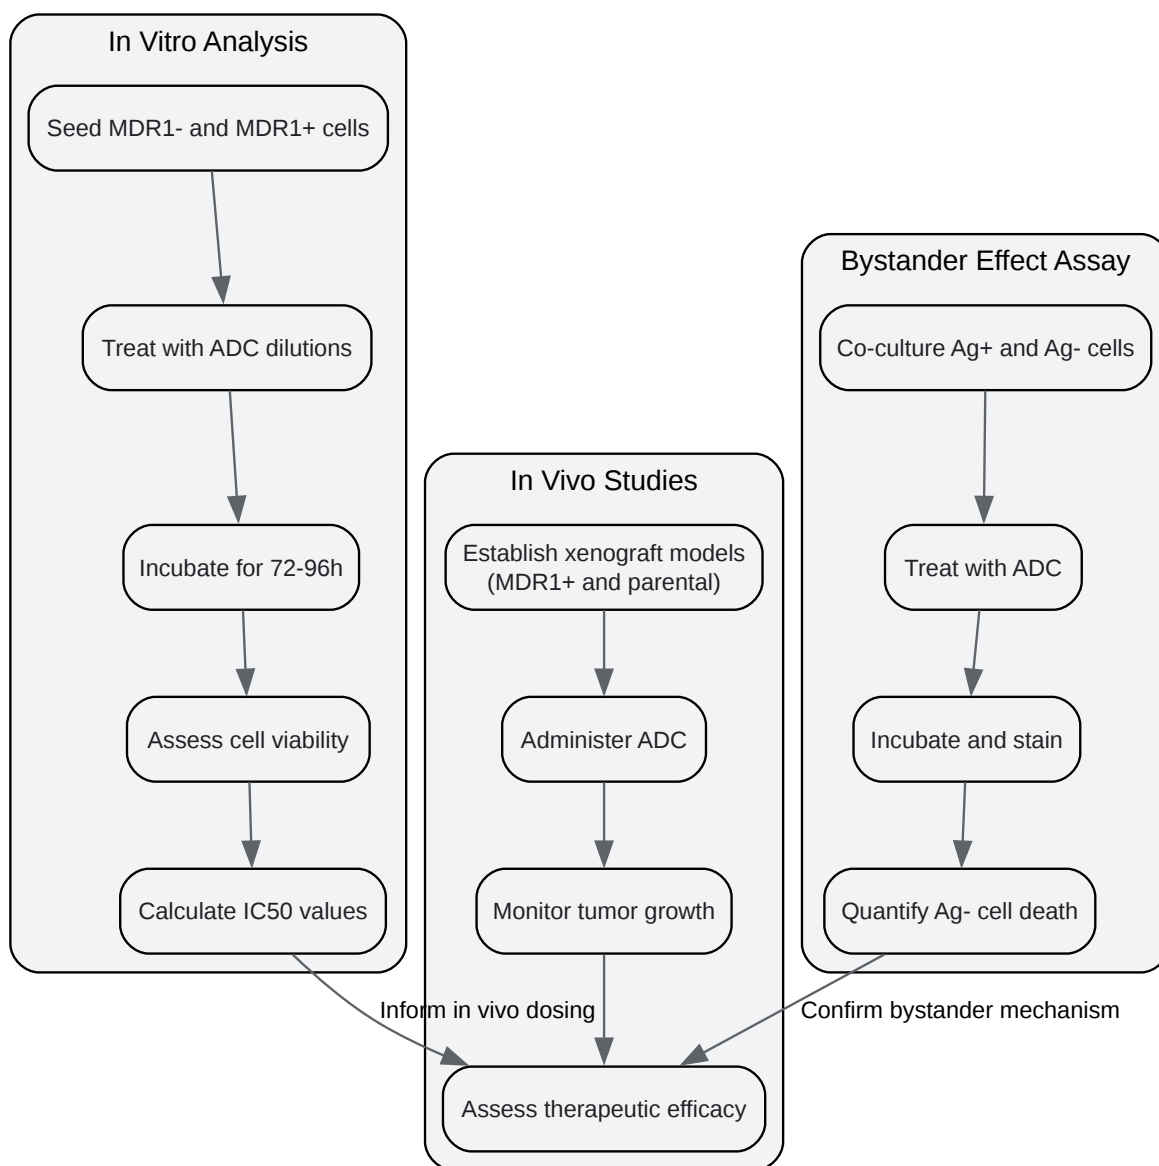 In Vitro Analysis
Seed MDR1- and MDR1+ cells
Treat with ADC dilutions
Incubate for 72-96h
Assess cell viability
Calculate IC50 values
Inform in vivo dosing
In Vivo Studies
Establish xenograft models
(MDR1+ and parental)
Administer ADC
Monitor tumor growth
Assess therapeutic efficacy
Bystander Effect Assay
Co-culture Ag+ and Ag- cells
Treat with ADC
Incubate and stain
Quantify Ag- cell death
Confirm bystander mechanism